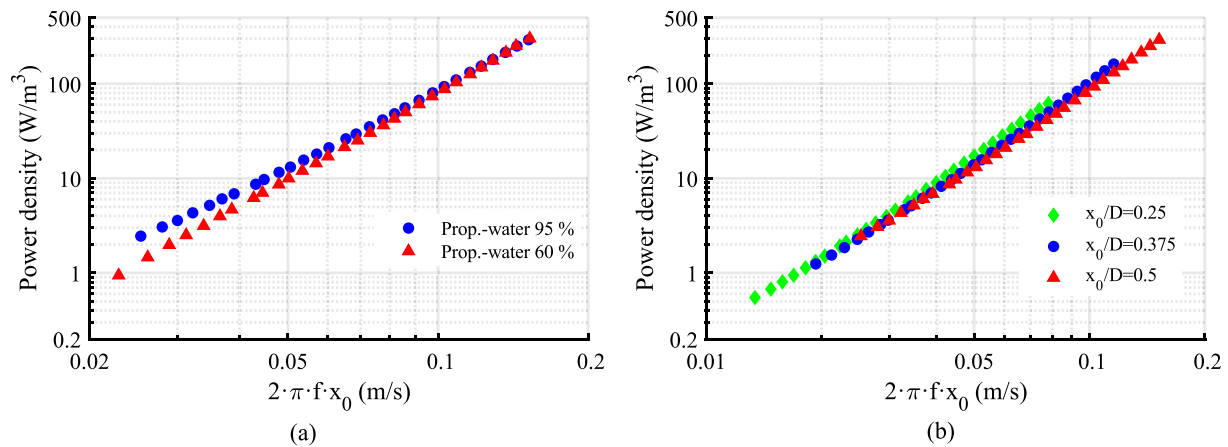 500
100
10
1
0.2
0.02
0.05
0.1
0.2
Power density (W/m³)
2·π·f·x₀ (m/s)
Prop.-water 95 %
Prop.-water 60 %
(a)
500
100
10
1
0.2
0.01
0.05
0.1
0.2
Power density (W/m³)
2·π·f·x₀ (m/s)
x₀/D=0.25
x₀/D=0.375
x₀/D=0.5
(b)